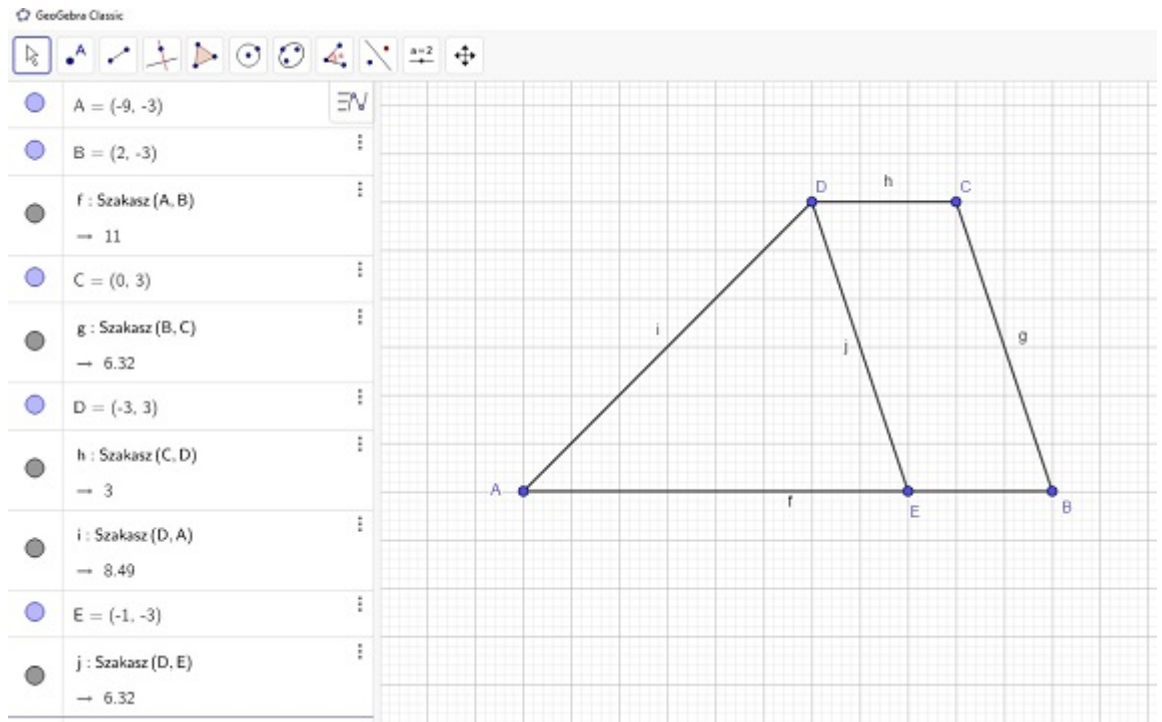 GeoGebra Classic
A
a=2
A = (-9, -3)
B = (2, -3)
f : Szakasz(A, B)
→ 11
C = (0, 3)
g : Szakasz(B, C)
→ 6.32
D = (-3, 3)
h : Szakasz(C, D)
→ 3
i : Szakasz(D, A)
→ 8.49
E = (-1, -3)
j : Szakasz(D, E)
→ 6.32
D
h
C
i
j
g
A
f
E
B